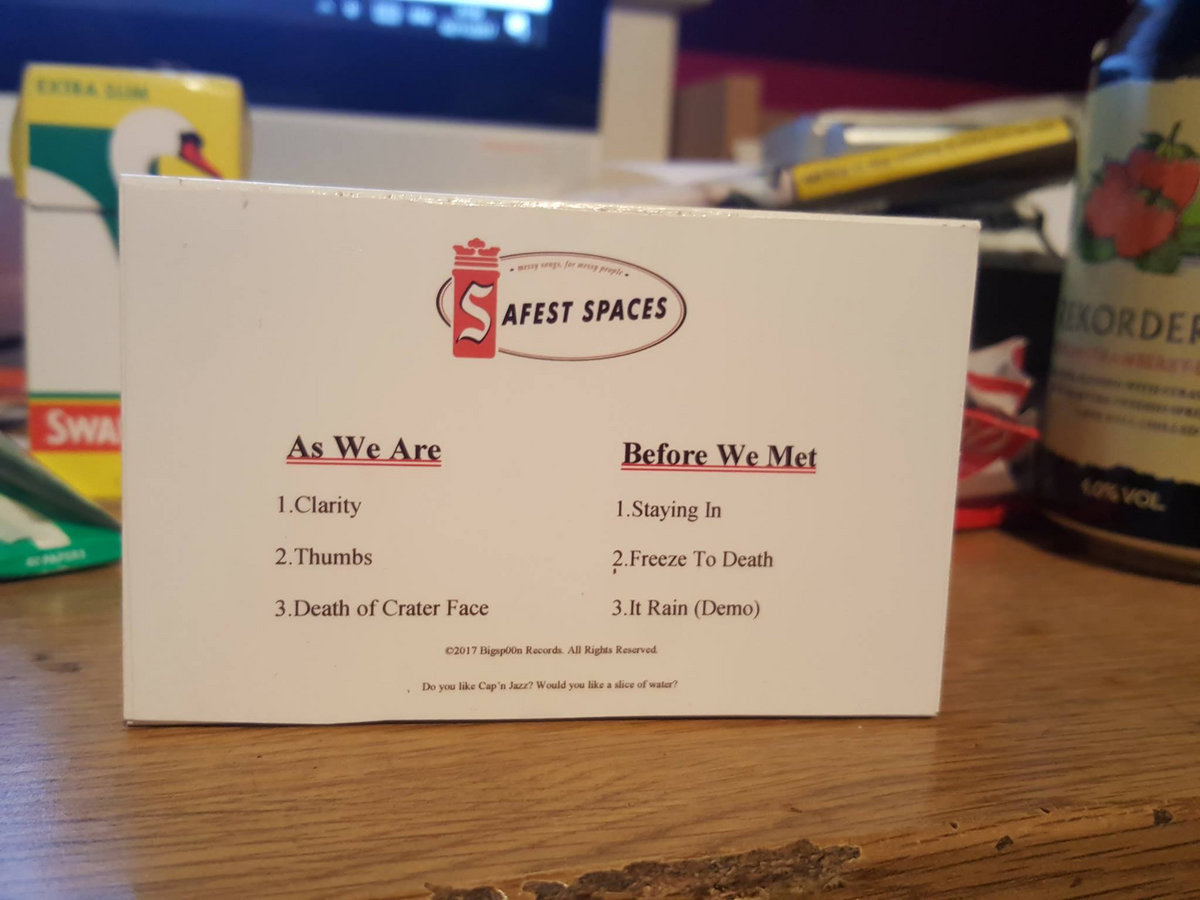 EXTRA SLIM
• messy songs, for messy people •
SAFEST SPACES
As We Are
1.Clarity
2.Thumbs
3.Death of Crater Face
Before We Met
1.Staying In
2.Freeze To Death
3.It Rain (Demo)
©2017 Bigsp00n Records. All Rights Reserved.
Do you like Cap'n Jazz? Would you like a slice of water?
SWA
EKORDER
4.0% VOL.